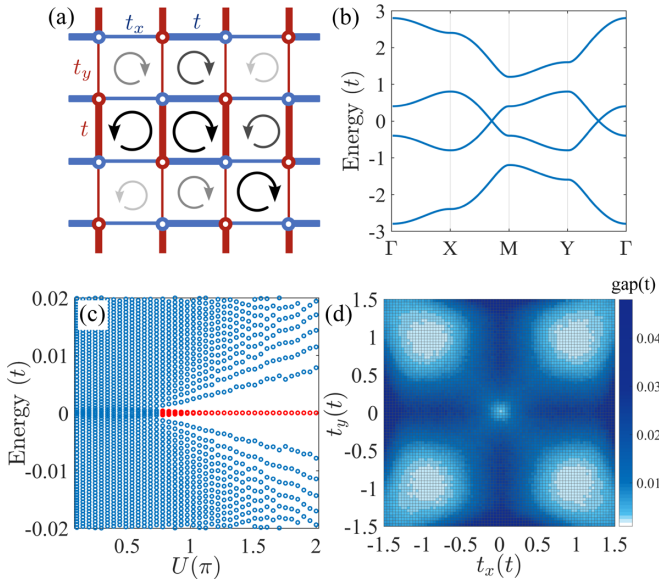 (a)
t_x
t
t_y
t
(b)
Energy (t)
3
2
1
0
-1
-2
-3
Γ X M Y Γ
(c)
Energy (t)
0.02
0.01
0
-0.01
-0.02
0.5 1 1.5 2
U(π)
(d)
gap(t)
t_y(t)
1.5
1
0.5
0
-0.5
-1
-1.5
-1.5 -1 -0.5 0 0.5 1 1.5
t_x(t)
0.04
0.03
0.02
0.01